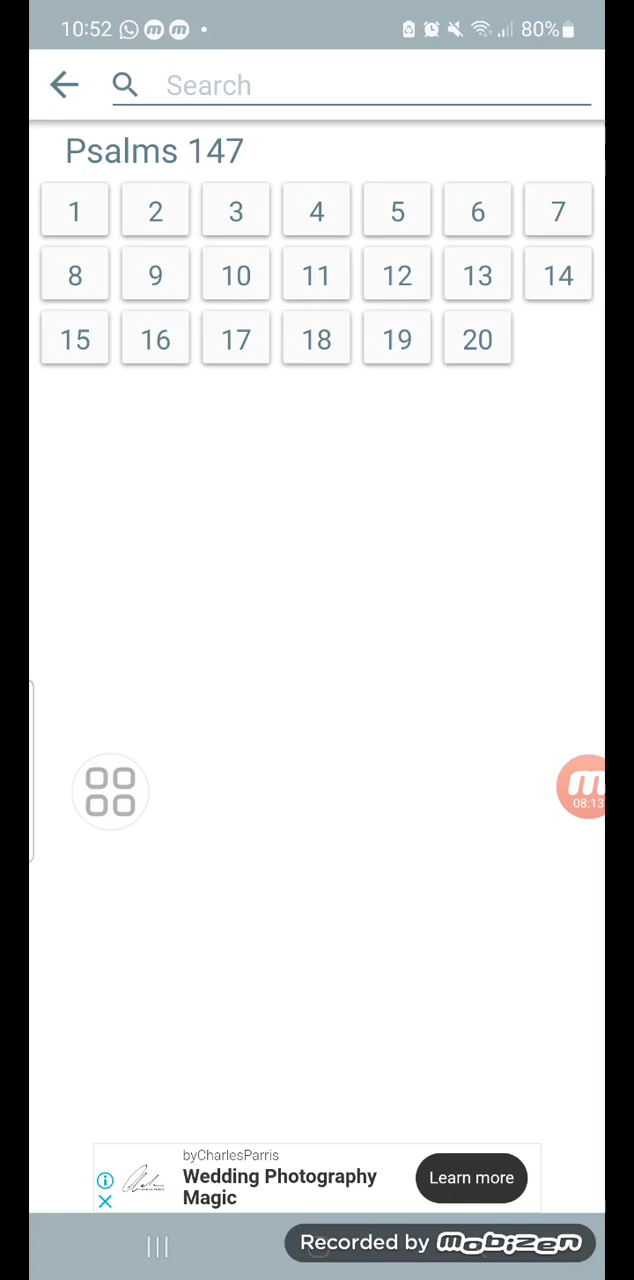 10:52 80%
Search
Psalms 147
1 2 3 4 5 6 7
8 9 10 11 12 13 14
15 16 17 18 19 20
m
08:13
byCharlesParris
Wedding Photography
Magic
Learn more
Recorded by mobizen